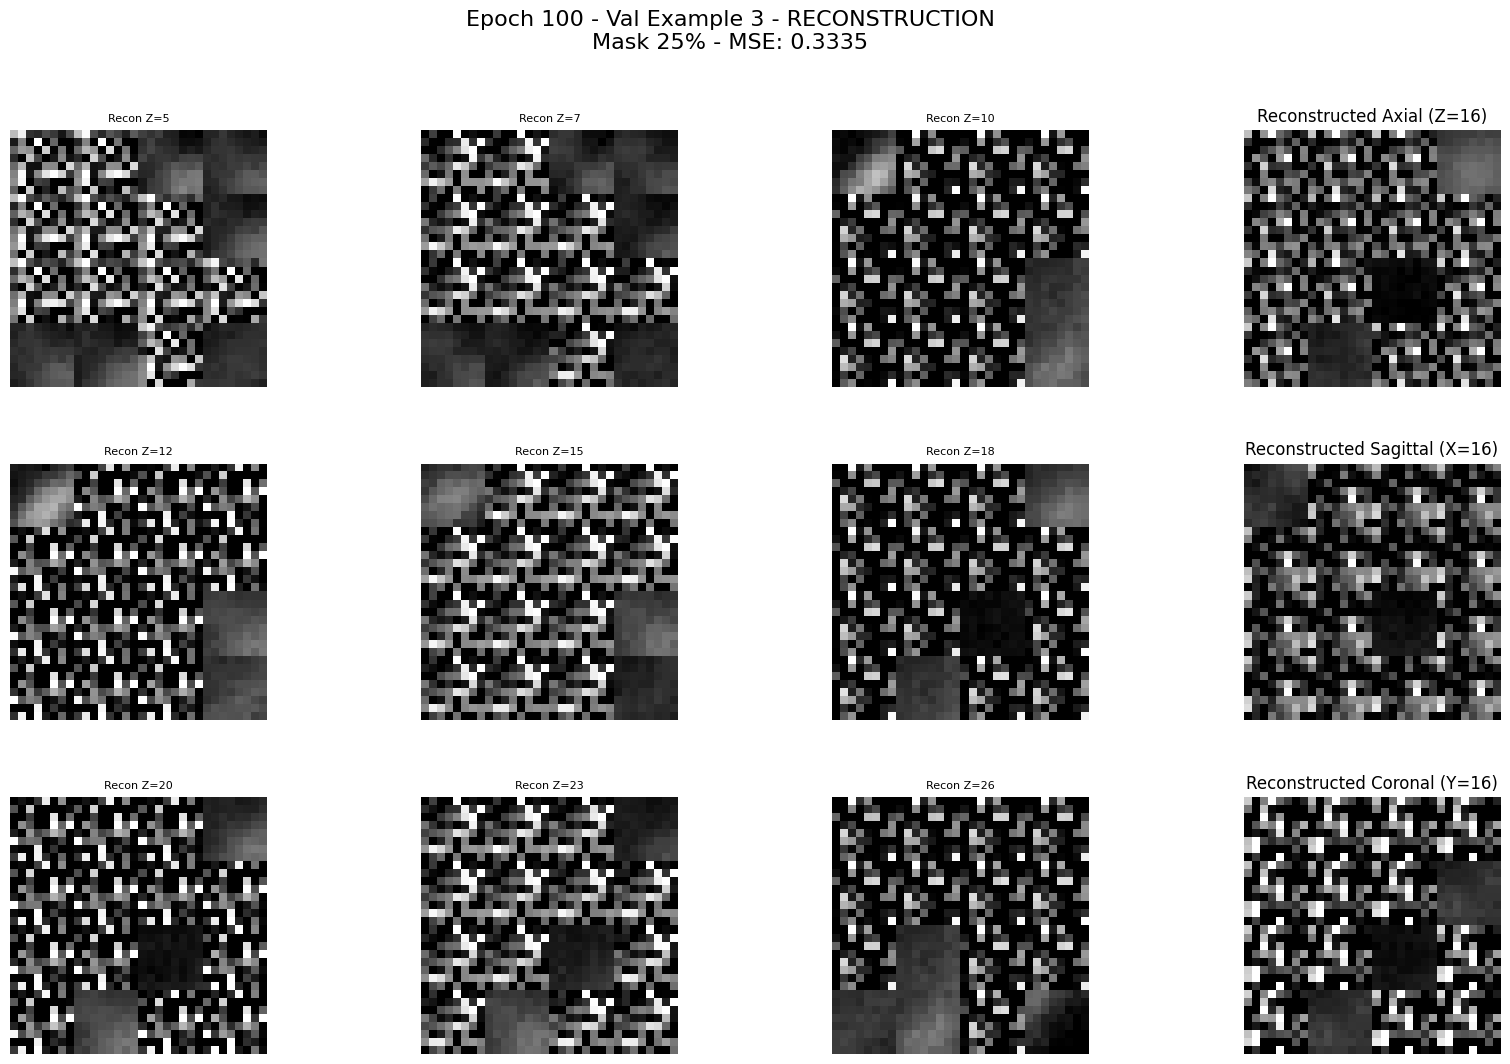 Epoch 100 - Val Example 3 - RECONSTRUCTION
Mask 25% - MSE: 0.3335
Recon Z=5
Recon Z=7
Recon Z=10
Reconstructed Axial (Z=16)
Recon Z=12
Recon Z=15
Recon Z=18
Reconstructed Sagittal (X=16)
Recon Z=20
Recon Z=23
Recon Z=26
Reconstructed Coronal (Y=16)